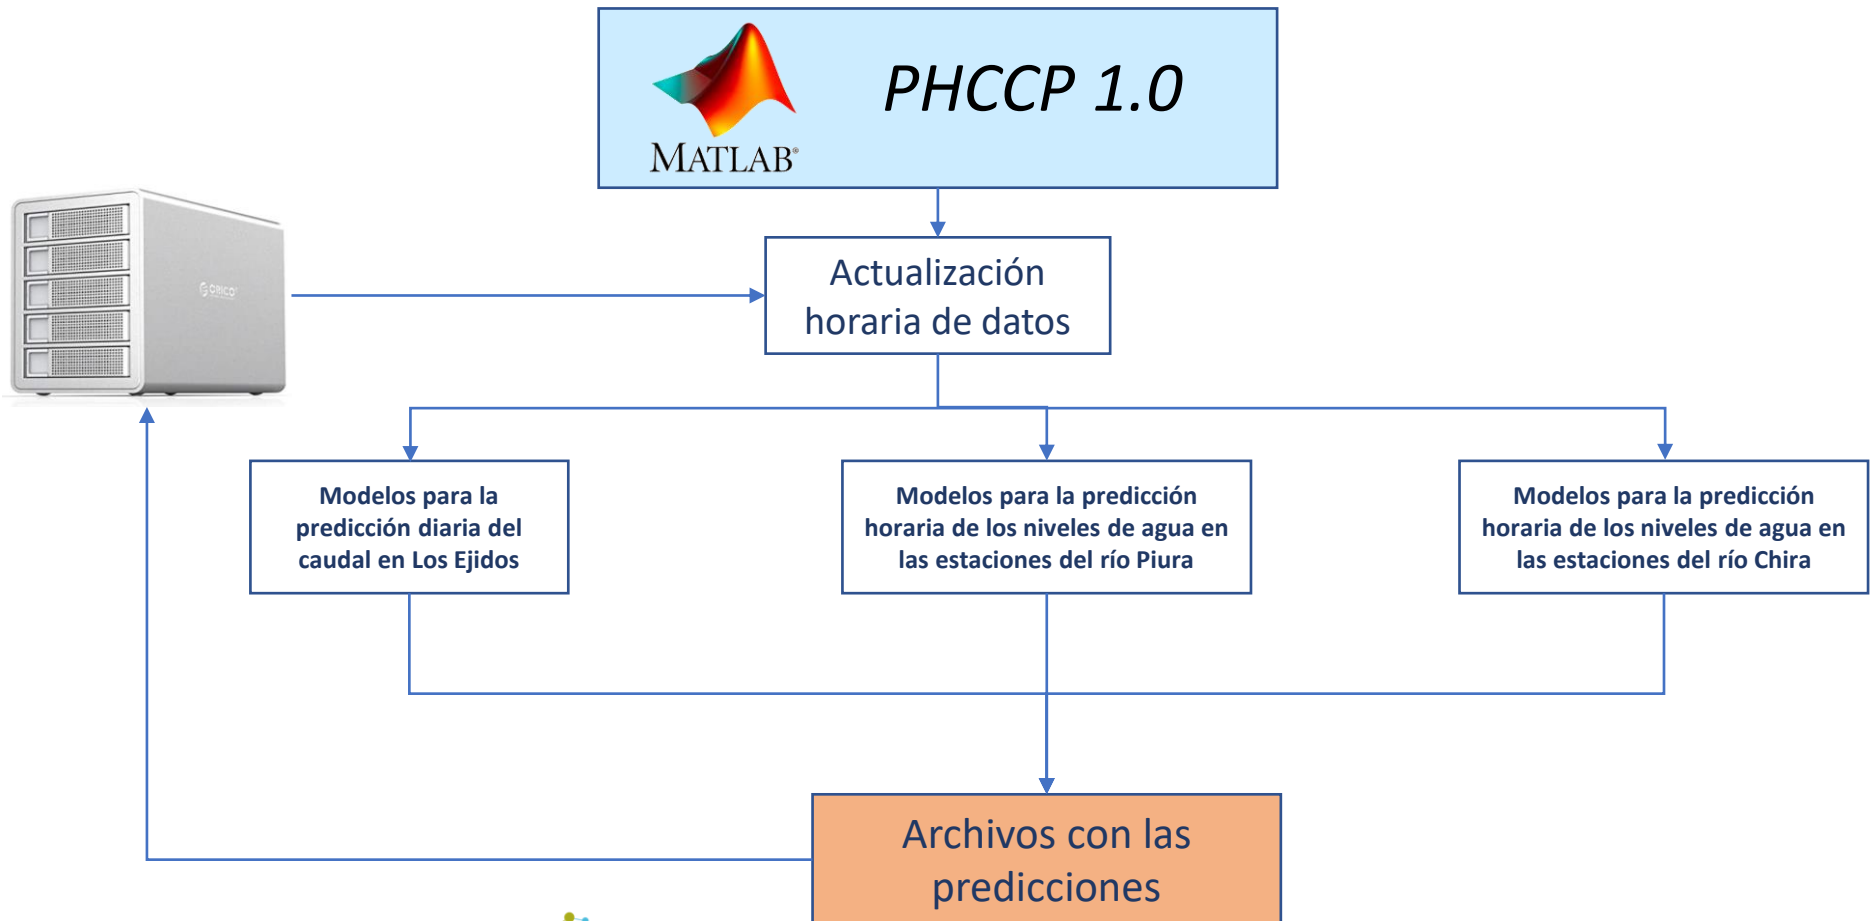 PHCCP 1.0
MATLAB®
ORICO
Actualización
horaria de datos
Modelos para la
predicción diaria del
caudal en Los Ejidos
Modelos para la predicción
horaria de los niveles de agua en
las estaciones del río Piura
Modelos para la predicción
horaria de los niveles de agua en
las estaciones del río Chira
Archivos con las
predicciones